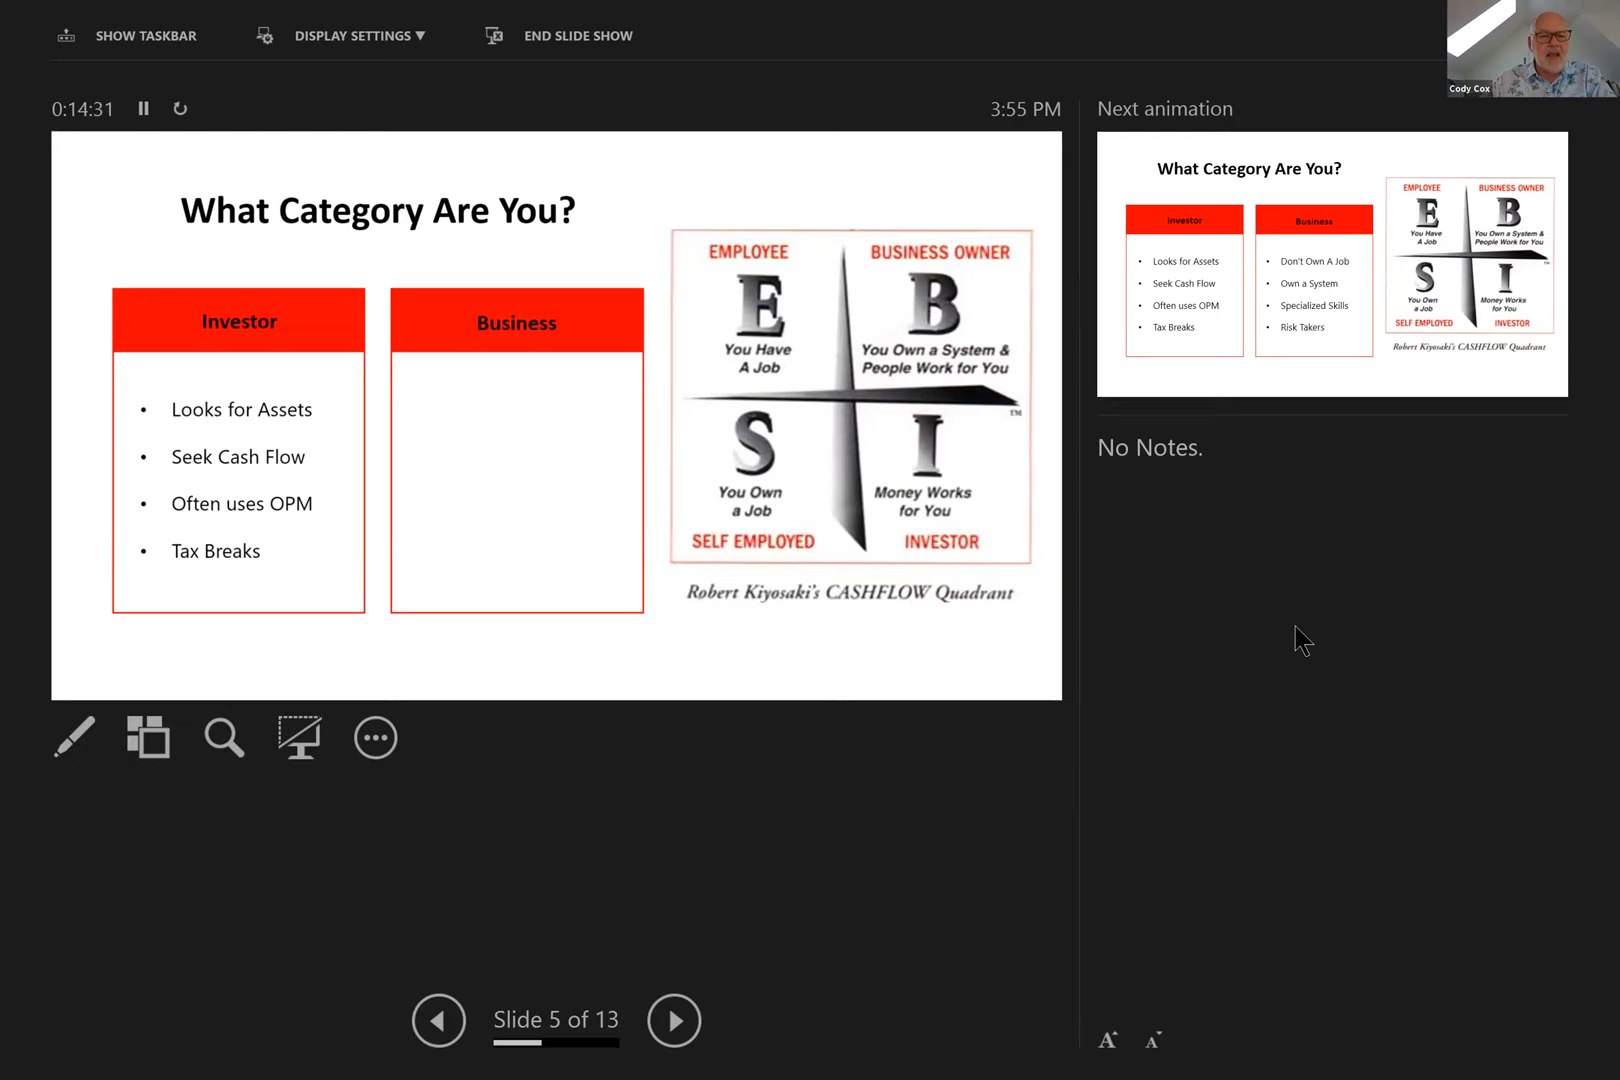 SHOW TASKBAR
DISPLAY SETTINGS ▼
END SLIDE SHOW
Cody Cox
0:14:31
3:55 PM
Next animation
What Category Are You?
Investor
Looks for Assets
Seek Cash Flow
Often uses OPM
Tax Breaks
Business
EMPLOYEE
E
You Have
A Job
BUSINESS OWNER
B
You Own a System &
People Work for You
TM
S
You Own
a Job
SELF EMPLOYED
I
Money Works
for You
INVESTOR
Robert Kiyosaki's CASHFLOW Quadrant
What Category Are You?
Investor
• Looks for Assets
• Seek Cash Flow
• Often uses OPM
• Tax Breaks
Business
• Don't Own A Job
• Own a System
• Specialized Skills
• Risk Takers
EMPLOYEE
E
You Have
A Job
BUSINESS OWNER
B
You Own a System &
People Work for You
S
You Own
a Job
SELF EMPLOYED
I
Money Works
for You
INVESTOR
Robert Kiyosaki's CASHFLOW Quadrant
No Notes.
Slide 5 of 13
A A